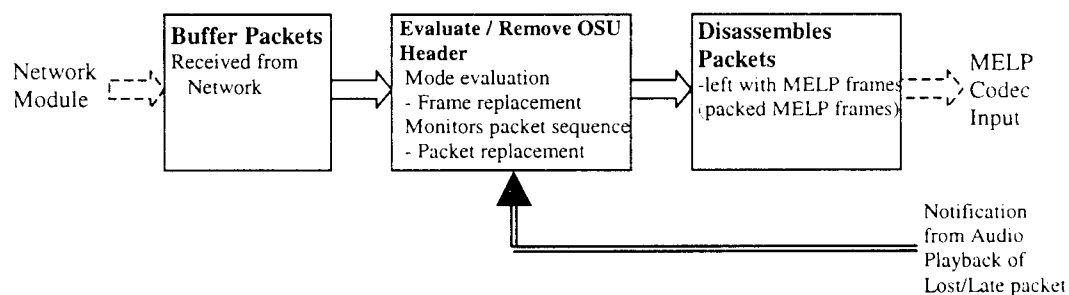 Network
Module
Buffer Packets
Received from
Network
Evaluate / Remove OSU
Header
Mode evaluation
- Frame replacement
Monitors packet sequence
- Packet replacement
Disassembles
Packets
-left with MELP frames
(packed MELP frames)
MELP
Codec
Input
Notification
from Audio
Playback of
Lost/Late packet